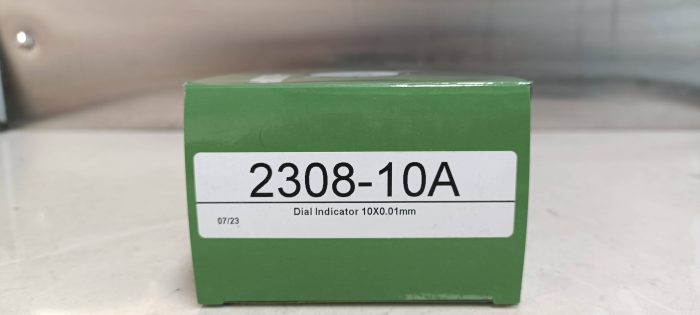 2308-10A
Dial Indicator 10X0.01mm
07/23